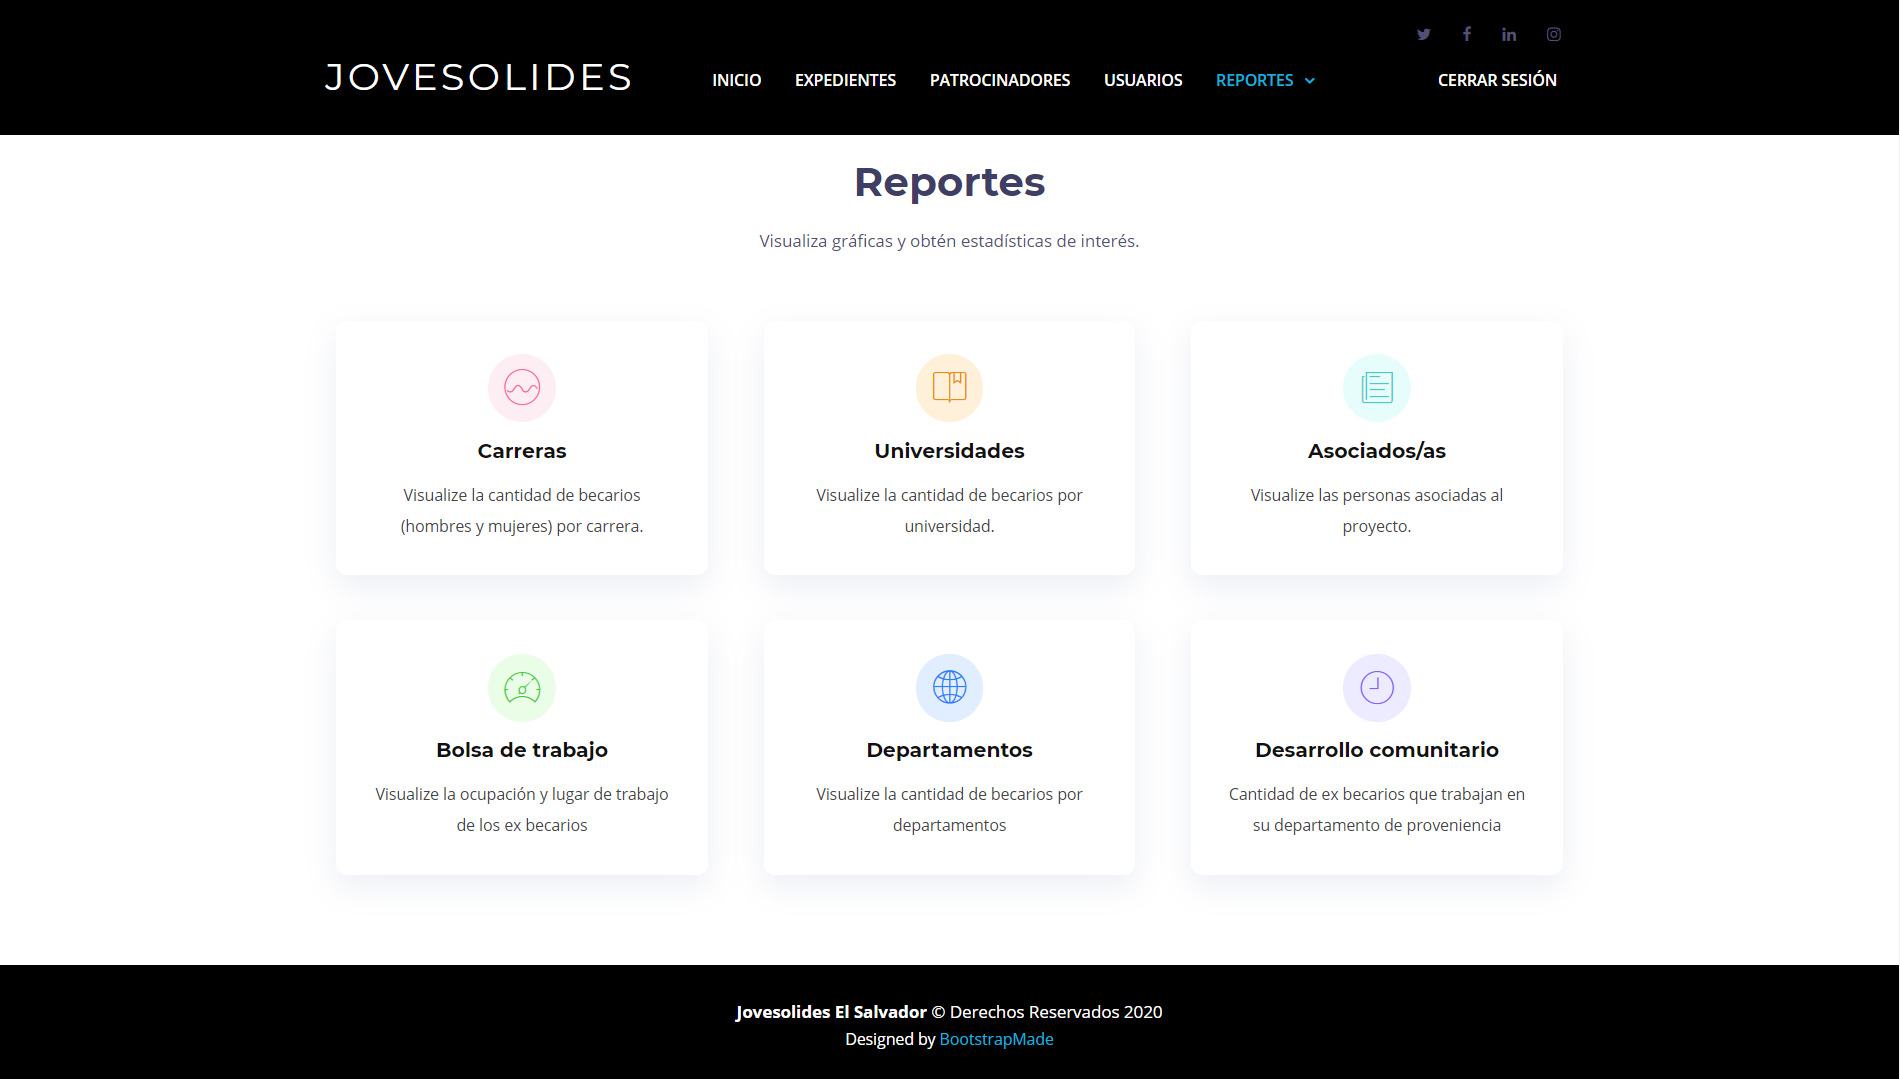 JOVESOLIDES
INICIO EXPEDIENTES PATROCINADORES USUARIOS REPORTES CERRAR SESIÓN
Reportes
Visualiza gráficas y obtén estadísticas de interés.
Carreras
Visualize la cantidad de becarios
(hombres y mujeres) por carrera.
Universidades
Visualize la cantidad de becarios por
universidad.
Asociados/as
Visualize las personas asociadas al
proyecto.
Bolsa de trabajo
Visualize la ocupación y lugar de trabajo
de los ex becarios
Departamentos
Visualize la cantidad de becarios por
departamentos
Desarrollo comunitario
Cantidad de ex becarios que trabajan en
su departamento de proveniencia
Jovesolides El Salvador © Derechos Reservados 2020
Designed by BootstrapMade